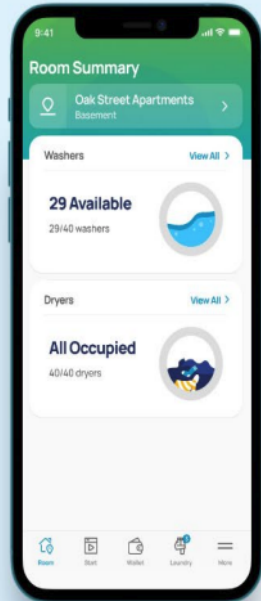 9:41
Room Summary
Oak Street Apartments
Basement
Washers
View All >
29 Available
29/40 washers
Dryers
View All >
All Occupied
40/40 dryers
Room
Start
Wallet
Laundry
More